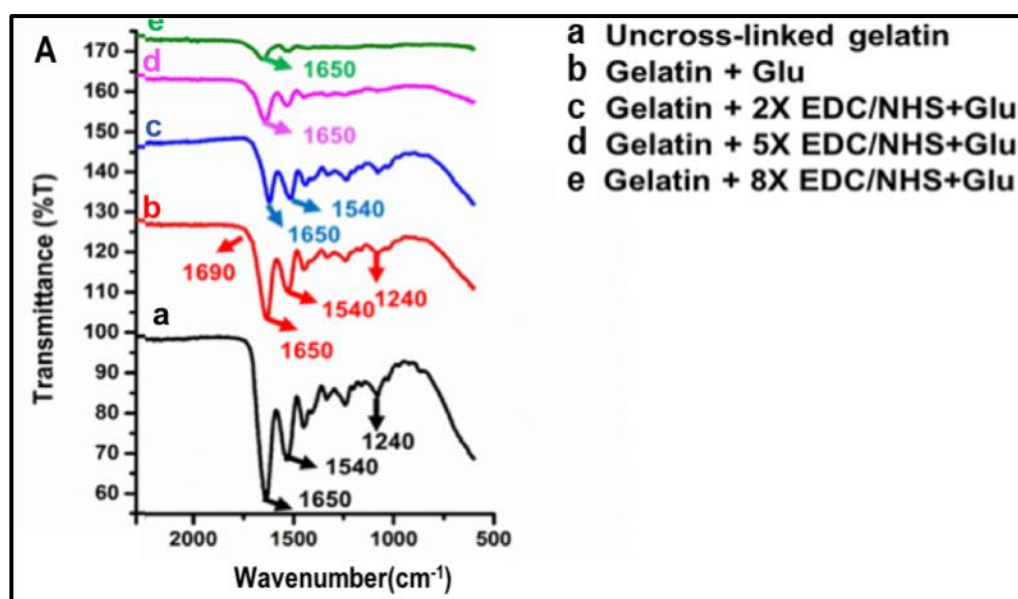 A
e
170
1650
d
160
1650
150
c
140
1540
130
1650
b
120
1690
1240
110
1540
a
1650
100
90
80
1240
70
1540
1650
60
2000 1500 1000 500
Transmittance (%T)
Wavenumber(cm-1)
a Uncross-linked gelatin
b Gelatin + Glu
c Gelatin + 2X EDC/NHS+Glu
d Gelatin + 5X EDC/NHS+Glu
e Gelatin + 8X EDC/NHS+Glu